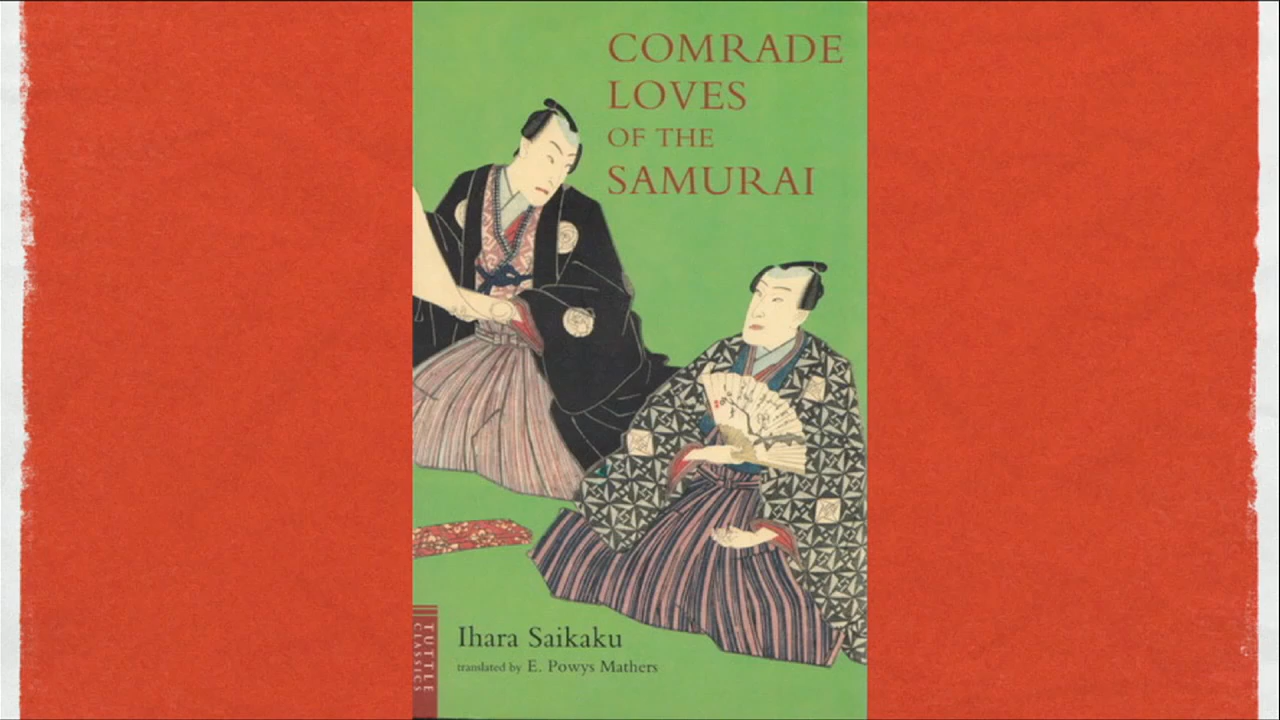 COMRADE
LOVES
OF THE
SAMURAI
Ihara Saikaku
translated by E. Powys Mathers
TUTTLE
CLASSICS